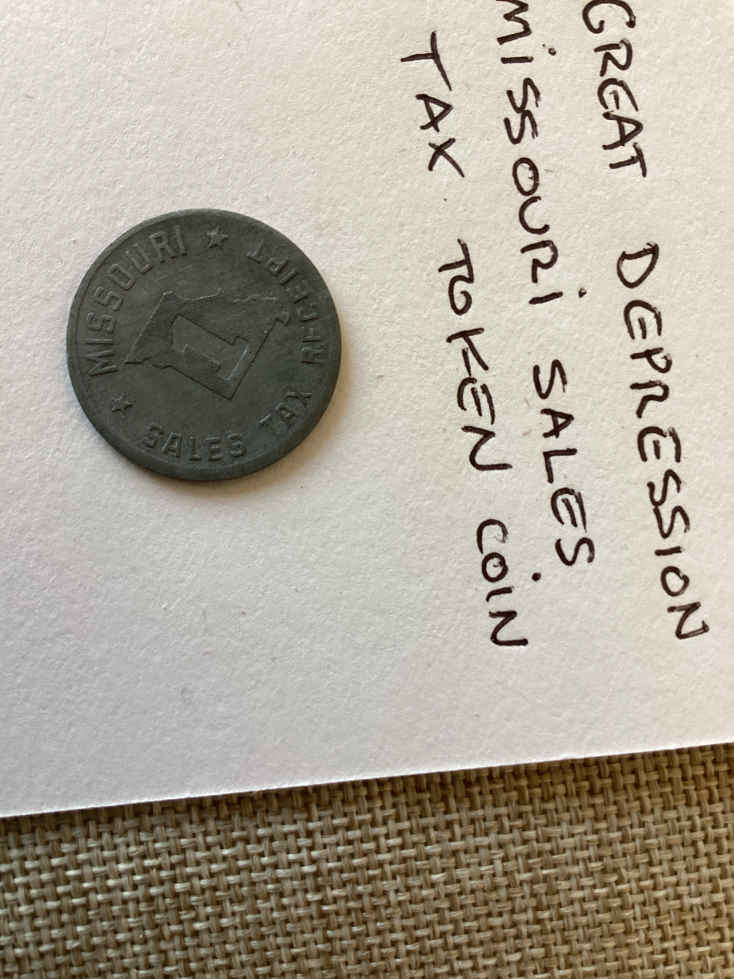 GREAT DEPRESSION
MISSOURI SALES
TAX TOKEN COIN
MISSOURI ★ RECEIPT
★ SALES TAX
1